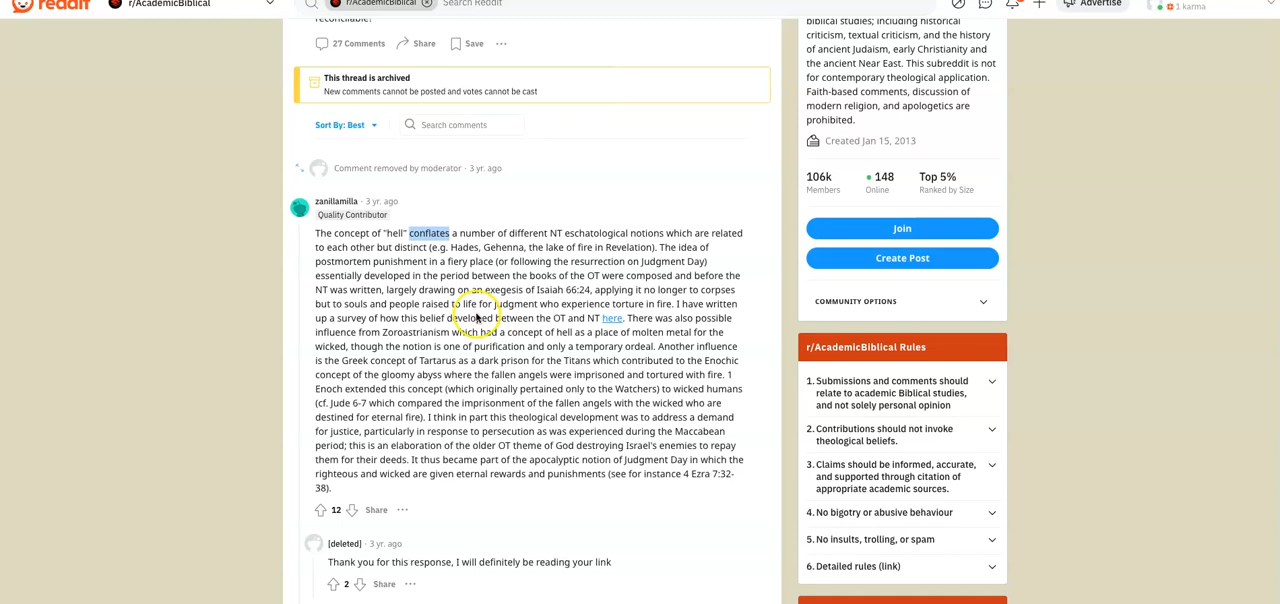 reddit
r/AcademicBiblical
r/AcademicBiblical
Search Reddit
Advertise
1 karma
reconcilable?
27 Comments Share Save ...
This thread is archived
New comments cannot be posted and votes cannot be cast
Sort By: Best
Search comments
Comment removed by moderator · 3 yr. ago
zanillamilla · 3 yr. ago
Quality Contributor
The concept of "hell" conflates a number of different NT eschatological notions which are related
to each other but distinct (e.g. Hades, Gehenna, the lake of fire in Revelation). The idea of
postmortem punishment in a fiery place (or following the resurrection on Judgment Day)
essentially developed in the period between the books of the OT were composed and before the
NT was written, largely drawing on an exegesis of Isaiah 66:24, applying it no longer to corpses
but to souls and people raised to life for judgment who experience torture in fire. I have written
up a survey of how this belief developed between the OT and NT here. There was also possible
influence from Zoroastrianism which had a concept of hell as a place of molten metal for the
wicked, though the notion is one of purification and only a temporary ordeal. Another influence
is the Greek concept of Tartarus as a dark prison for the Titans which contributed to the Enochic
concept of the gloomy abyss where the fallen angels were imprisoned and tortured with fire. 1
Enoch extended this concept (which originally pertained only to the Watchers) to wicked humans
(cf. Jude 6-7 which compared the imprisonment of the fallen angels with the wicked who are
destined for eternal fire). I think in part this theological development was to address a demand
for justice, particularly in response to persecution as was experienced during the Maccabean
period; this is an elaboration of the older OT theme of God destroying Israel's enemies to repay
them for their deeds. It thus became part of the apocalyptic notion of Judgment Day in which the
righteous and wicked are given eternal rewards and punishments (see for instance 4 Ezra 7:32-
38).
12 Share ...
[deleted] · 3 yr. ago
Thank you for this response, I will definitely be reading your link
2 Share ...
biblical studies; including historical
criticism, textual criticism, and the history
of ancient Judaism, early Christianity and
the ancient Near East. This subreddit is not
for contemporary theological application.
Faith-based comments, discussion of
modern religion, and apologetics are
prohibited.
Created Jan 15, 2013
106k 148 Top 5%
Members Online Ranked by Size
Join
Create Post
COMMUNITY OPTIONS
r/AcademicBiblical Rules
1. Submissions and comments should
relate to academic Biblical studies,
and not solely personal opinion
2. Contributions should not invoke
theological beliefs.
3. Claims should be informed, accurate,
and supported through citation of
appropriate academic sources.
4. No bigotry or abusive behaviour
5. No insults, trolling, or spam
6. Detailed rules (link)